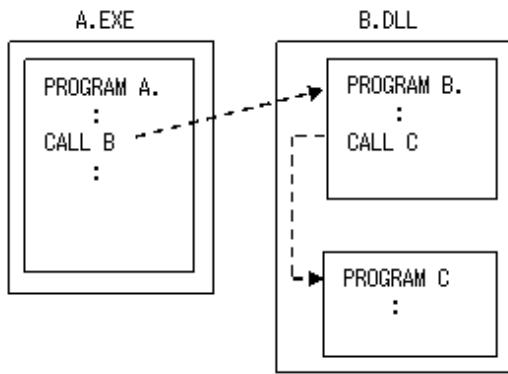 A.EXE
PROGRAM A.
:
CALL B
:
B.DLL
PROGRAM B.
:
CALL C
PROGRAM C
: